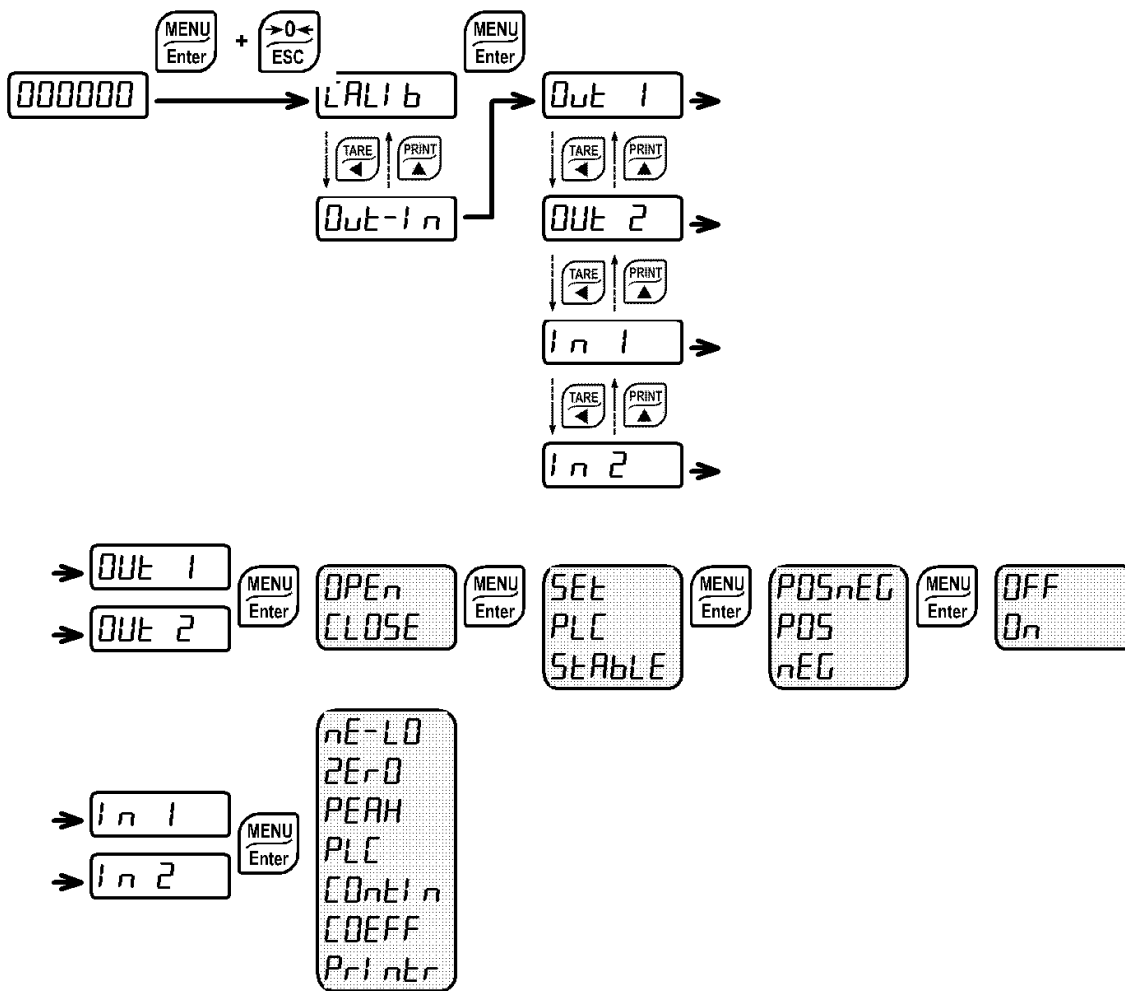 MENU
Enter
+
→0←
ESC
MENU
Enter
000000
CALIb
Out 1
TARE
PRINT
TARE
PRINT
Out-In
OUt 2
TARE
PRINT
In 1
TARE
PRINT
In 2
OUt 1
OUt 2
MENU
Enter
OPEn
CLOSE
MENU
Enter
SEt
PLC
StAbLE
MENU
Enter
POSnEG
POS
nEG
MENU
Enter
OFF
On
In 1
In 2
MENU
Enter
nE-LO
2ErO
PEAH
PLC
COntIn
COEFF
PrIntr